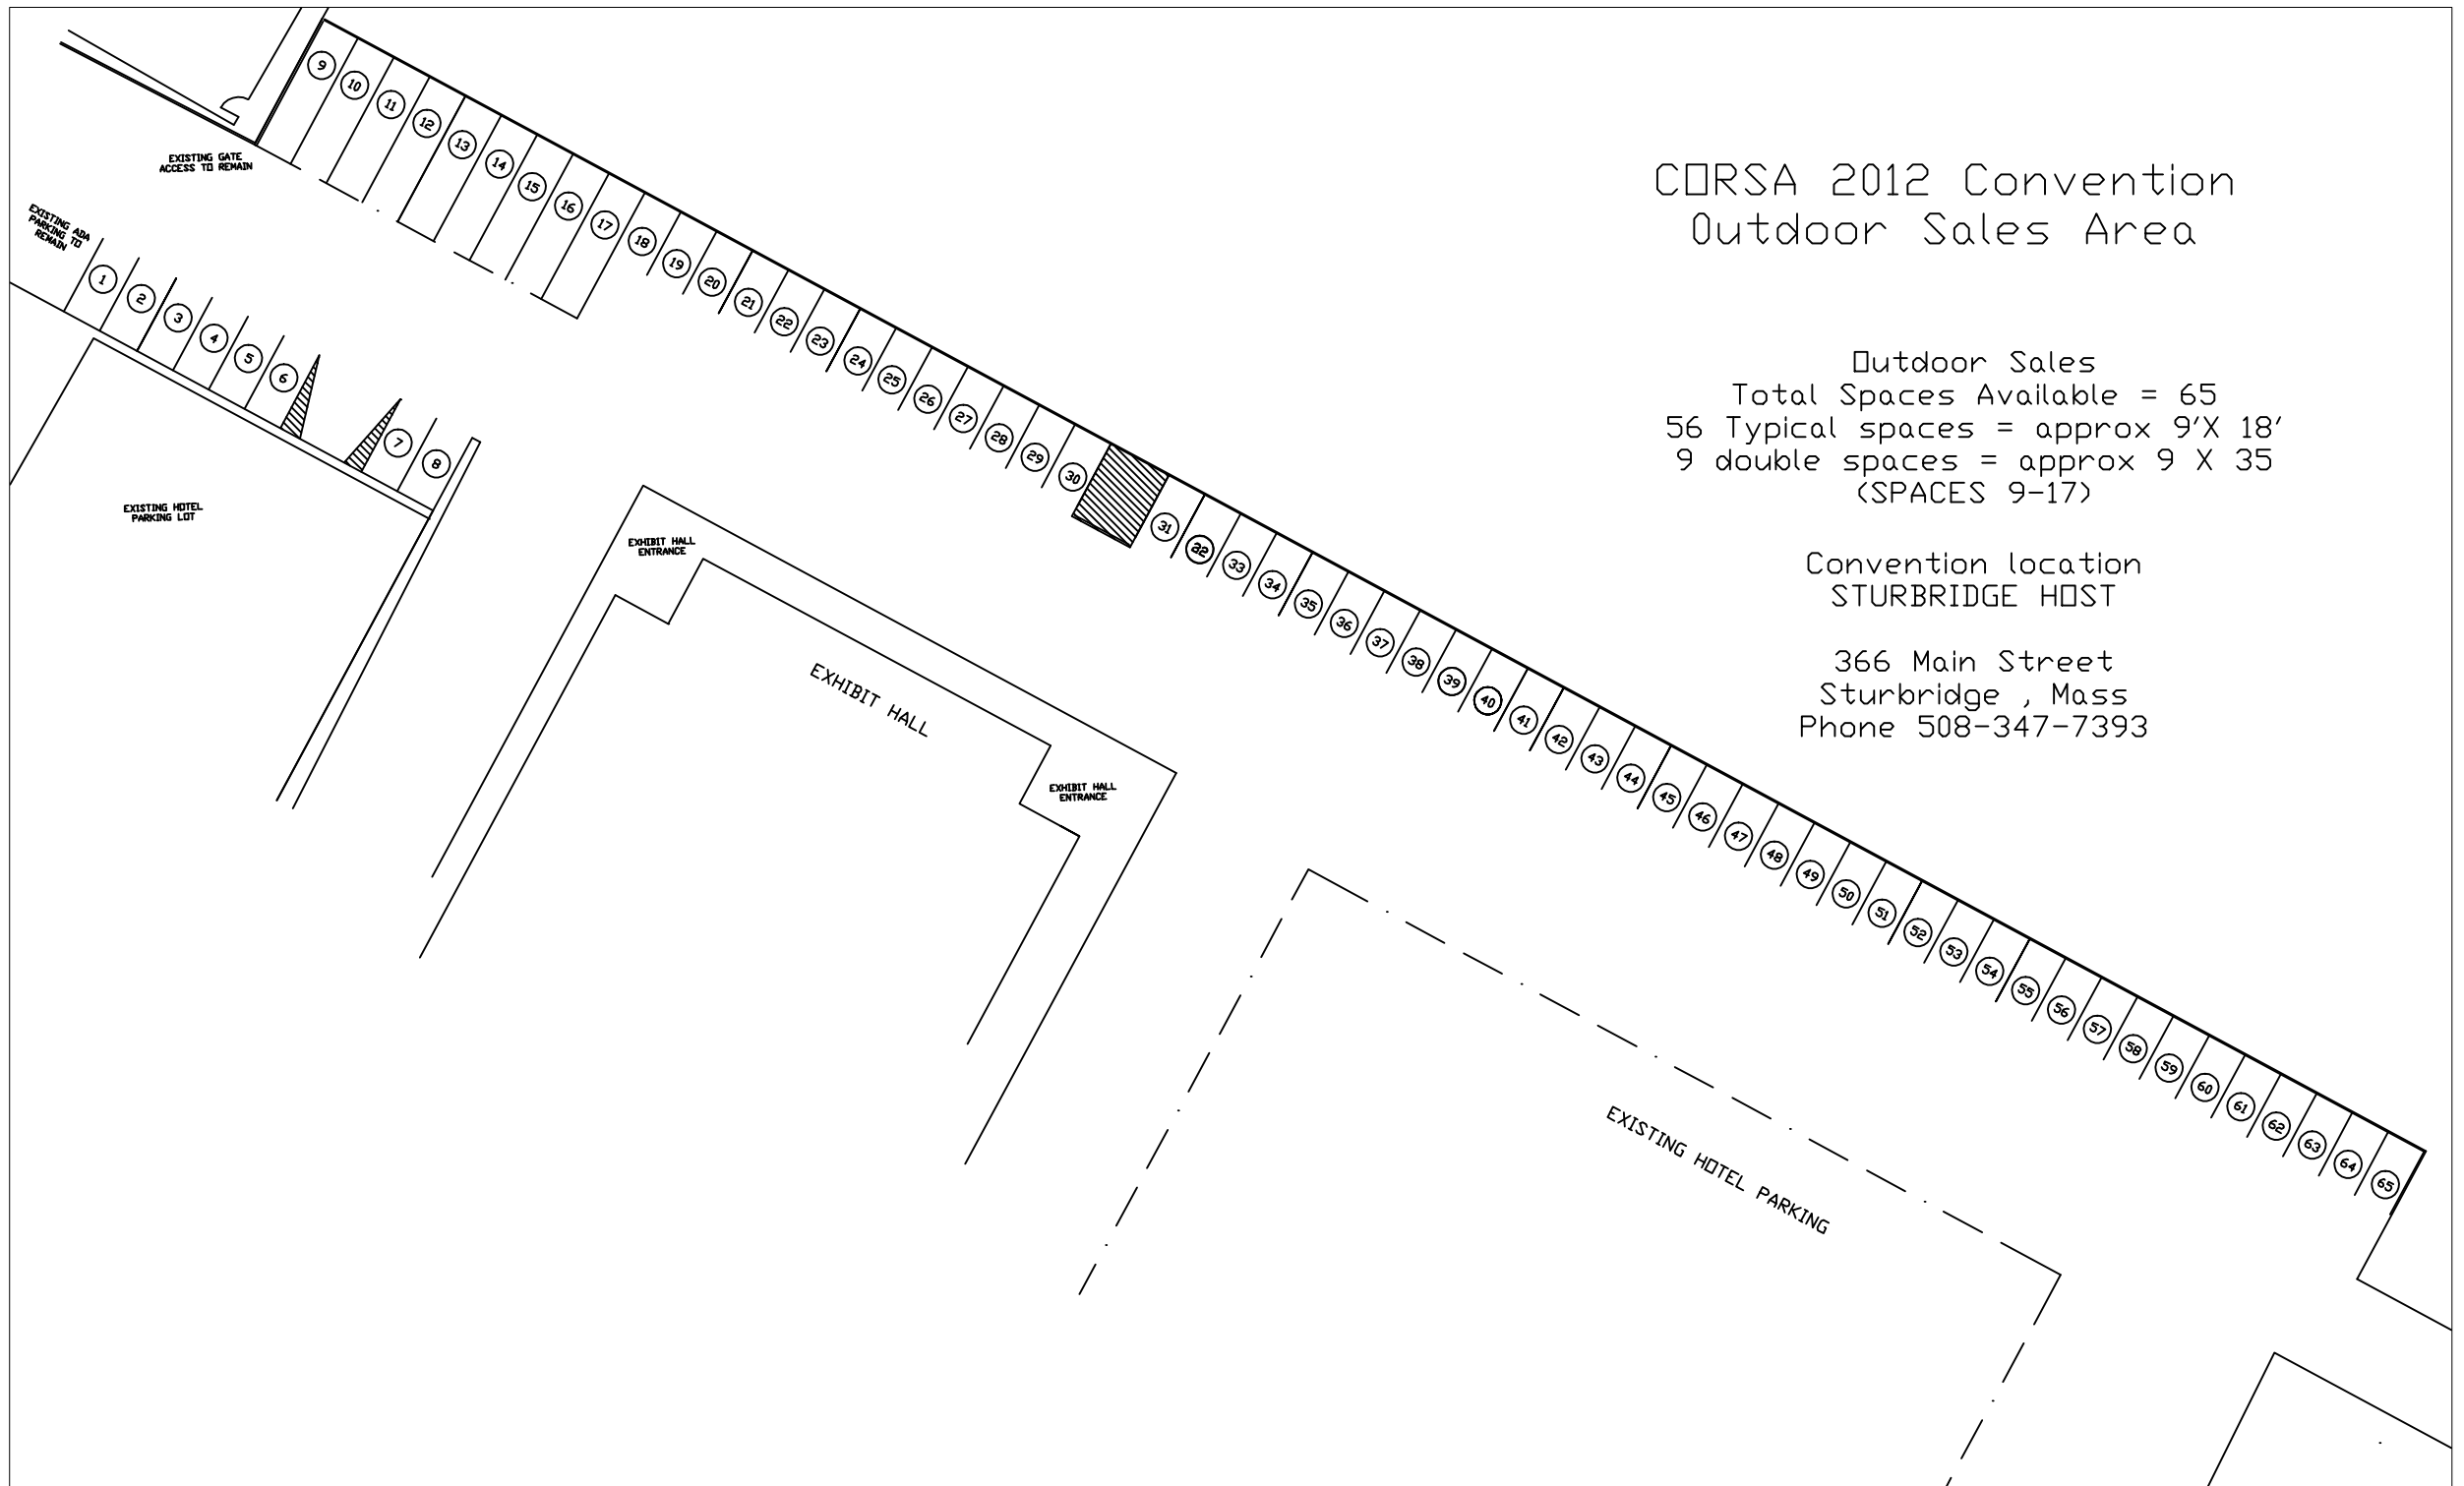 CORSA 2012 Convention
Outdoor Sales Area
Outdoor Sales
Total Spaces Available = 65
56 Typical spaces = approx 9'X 18'
9 double spaces = approx 9 X 35
(SPACES 9-17)
Convention location
STURBRIDGE HOST
366 Main Street
Sturbridge , Mass
Phone 508-347-7393
EXISTING GATE
ACCESS TO REMAIN
EXISTING ADA
PARKING TO
REMAIN
1
2
3
4
5
6
7
8
9
10
11
12
13
14
15
16
17
18
19
20
21
22
23
24
25
26
27
28
29
30
31
33
34
35
36
37
38
39
40
41
42
43
44
45
46
47
48
49
50
51
52
53
54
55
56
57
58
59
60
61
62
63
64
65
EXISTING HOTEL
PARKING LOT
EXHIBIT HALL
ENTRANCE
EXHIBIT HALL
EXHIBIT HALL
ENTRANCE
EXISTING HOTEL PARKING